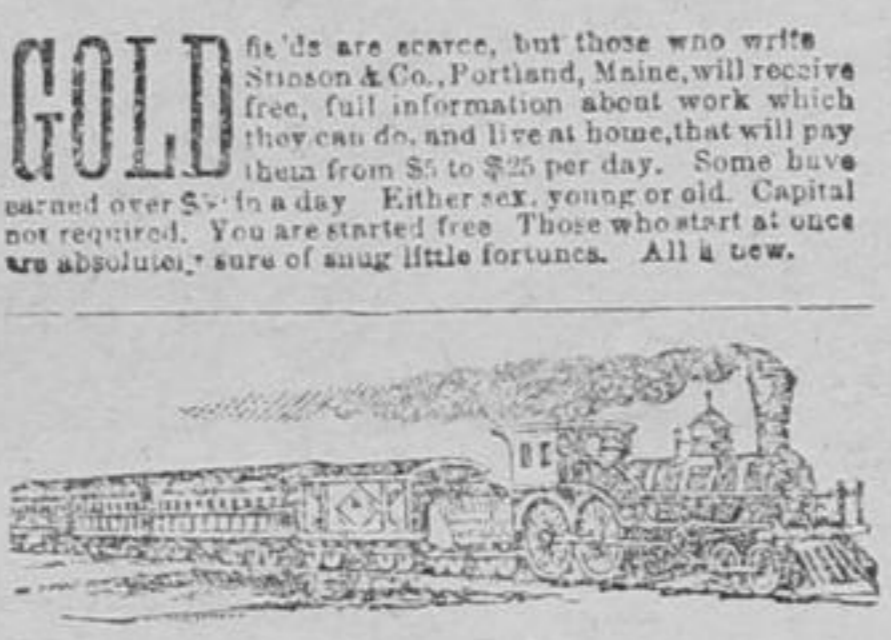 GOLD fields are scarce, but those who write
Stinson & Co., Portland, Maine, will receive
free, full information about work which
they can do, and live at home, that will pay
them from $5 to $25 per day. Some have
earned over in a day Either sex, young or old. Capital
not required. You are started free Those who start at once
are absolutely sure of snug little fortunes. All is new.